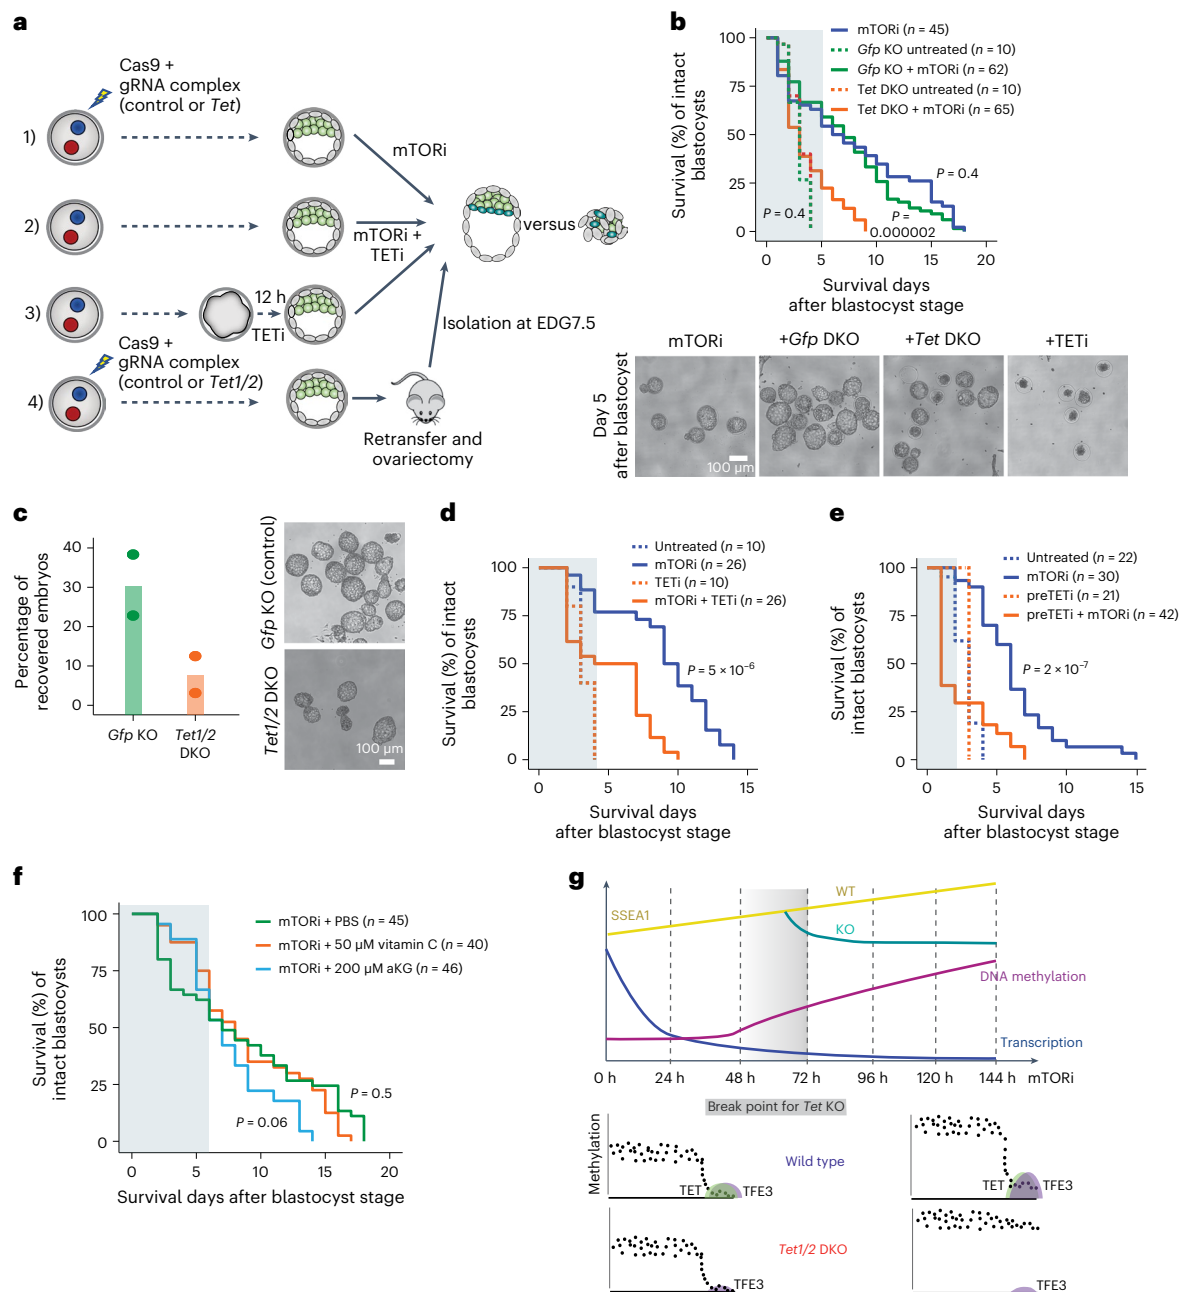 a
Cas9 +
gRNA complex
(control or Tet)
1)
mTORi
2)
mTORi +
TETi
versus
3)
12 h
TETi
Isolation at EDG7.5
Cas9 +
gRNA complex
(control or Tet1/2)
4)
Retransfer and
ovariectomy
b
Survival (%) of intact
blastocysts
100
75
50
25
0
mTORi (n = 45)
Gfp KO untreated (n = 10)
Gfp KO + mTORi (n = 62)
Tet DKO untreated (n = 10)
Tet DKO + mTORi (n = 65)
P = 0.4
P = 0.4
P =
0.000002
0 5 10 15 20
Survival days
after blastocyst stage
mTORi
+Gfp DKO
+Tet DKO
+TETi
Day 5
after blastocyst
100 µm
c
Percentage of
recovered embryos
40
30
20
10
0
Gfp KO
Tet1/2
DKO
Gfp KO (control)
Tet1/2 DKO
100 µm
d
Survival (%) of intact
blastocysts
100
75
50
25
0
Untreated (n = 10)
mTORi (n = 26)
TETi (n = 10)
mTORi + TETi (n = 26)
P = 5 × 10⁻⁶
0 5 10 15
Survival days
after blastocyst stage
e
Survival (%) of
intact blastocysts
100
75
50
25
0
Untreated (n = 22)
mTORi (n = 30)
preTETi (n = 21)
preTETi + mTORi (n = 42)
P = 2 × 10⁻⁷
0 5 10 15
Survival days
after blastocyst stage
f
Survival (%) of
intact blastocysts
100
75
50
25
0
mTORi + PBS (n = 45)
mTORi + 50 µM vitamin C (n = 40)
mTORi + 200 µM aKG (n = 46)
P = 0.5
P = 0.06
0 5 10 15 20
Survival days after blastocyst stage
g
WT
SSEA1
KO
DNA methylation
Transcription
0 h 24 h 48 h 72 h 96 h 120 h 144 h mTORi
Break point for Tet KO
Methylation
Wild type
TET TFE3
TET TFE3
Tet1/2 DKO
TFE3
TFE3